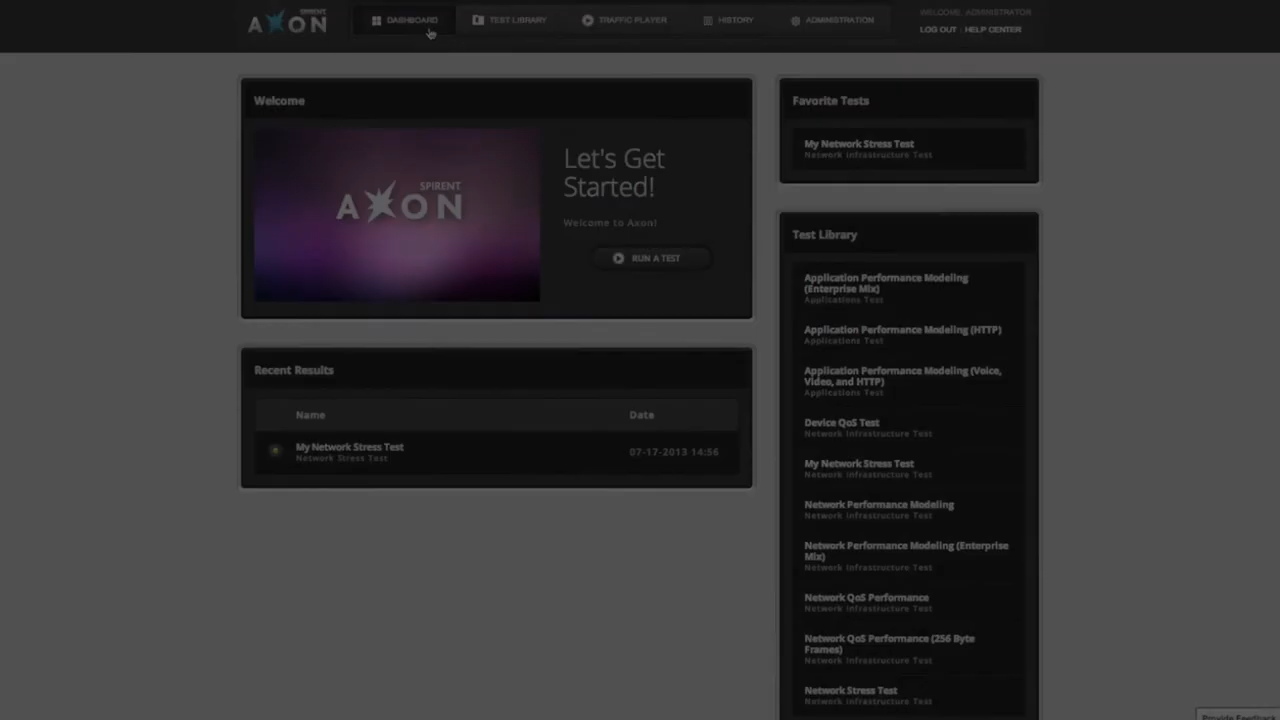 AXON
DASHBOARD
TEST LIBRARY
TRAFFIC PLAYER
HISTORY
ADMINISTRATION
WELCOME, ADMINISTRATOR
LOG OUT HELP CENTER
Welcome
SPIRENT
AXON
Let's Get
Started!
Welcome to Axon!
RUN A TEST
Recent Results
Name Date
My Network Stress Test
Network Stress Test
07-17-2013 14:56
Favorite Tests
My Network Stress Test
Network Infrastructure Test
Test Library
Application Performance Modeling
(Enterprise Mix)
Applications Test
Application Performance Modeling (HTTP)
Applications Test
Application Performance Modeling (Voice,
Video, and HTTP)
Applications Test
Device QoS Test
Network Infrastructure Test
My Network Stress Test
Network Infrastructure Test
Network Performance Modeling
Network Infrastructure Test
Network Performance Modeling (Enterprise
Mix)
Network Infrastructure Test
Network QoS Performance
Network Infrastructure Test
Network QoS Performance (256 Byte
Frames)
Network Infrastructure Test
Network Stress Test
Network Infrastructure Test
Provide Feedback